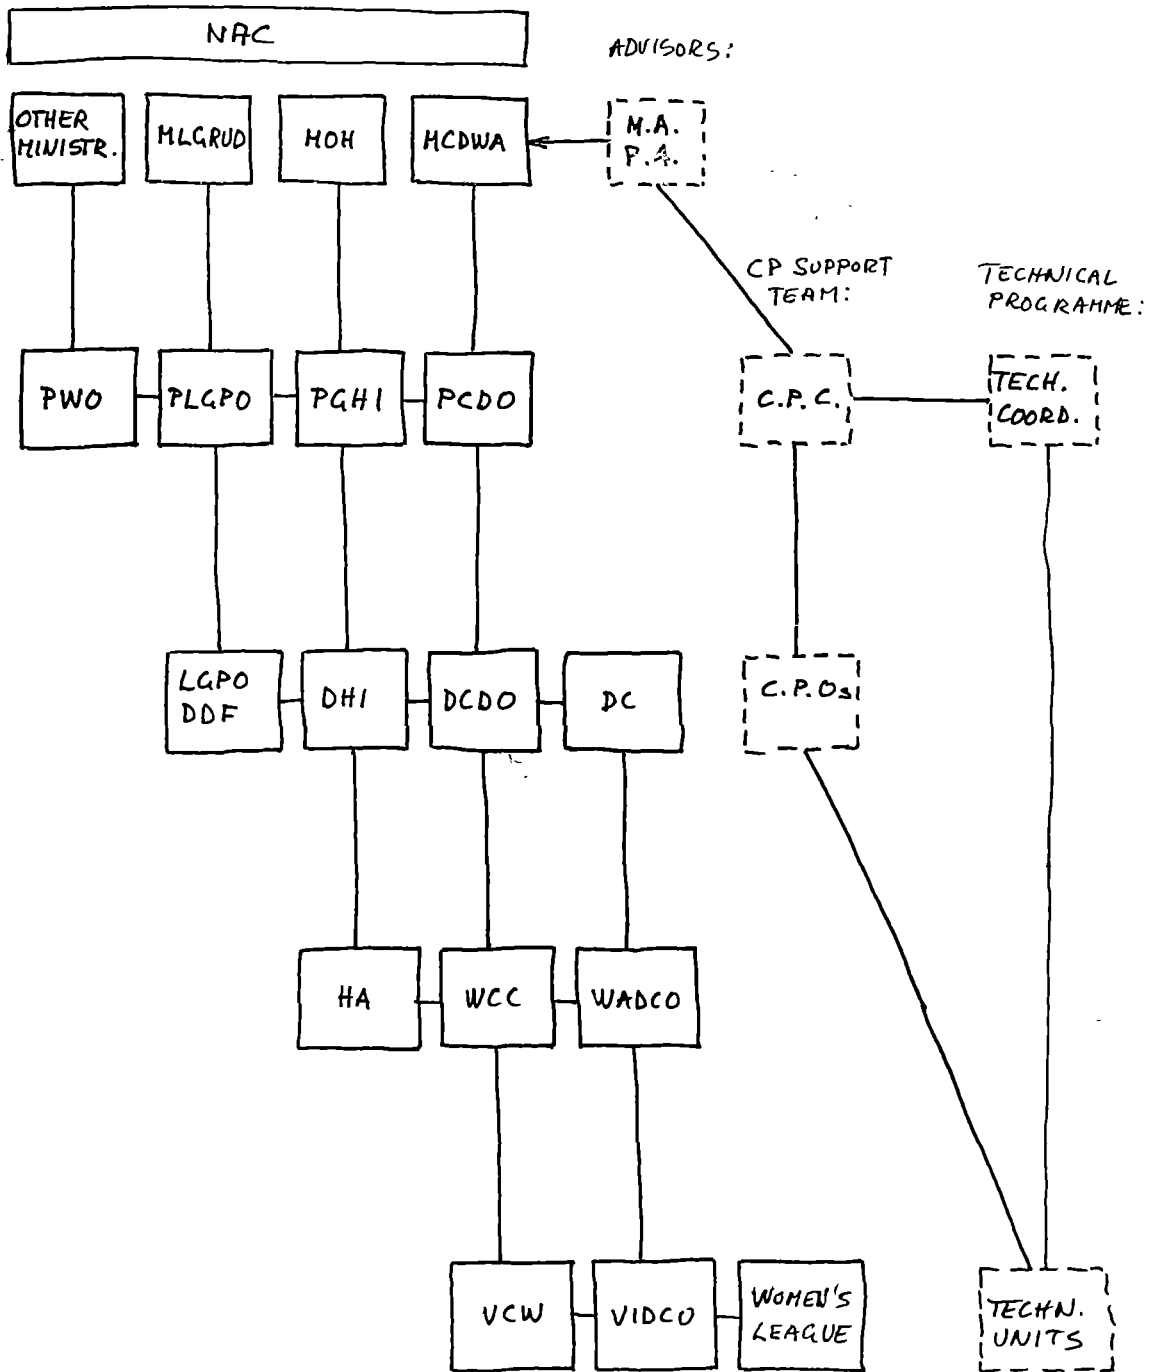 NAC
ADVISORS:
OTHER
MINISTR.
MLGRUD
MOH
MCDWA
M.A.
P.A.
CP SUPPORT
TEAM:
TECHNICAL
PROGRAMME:
PWO
PLGPO
PGHI
PCDO
C.P.C.
TECH.
COORD.
LGPO
DDF
DHI
DCDO
DC
C.P.Os
HA
WCC
WADCO
VCW
VIDCO
WOMEN'S
LEAGUE
TECHN.
UNITS